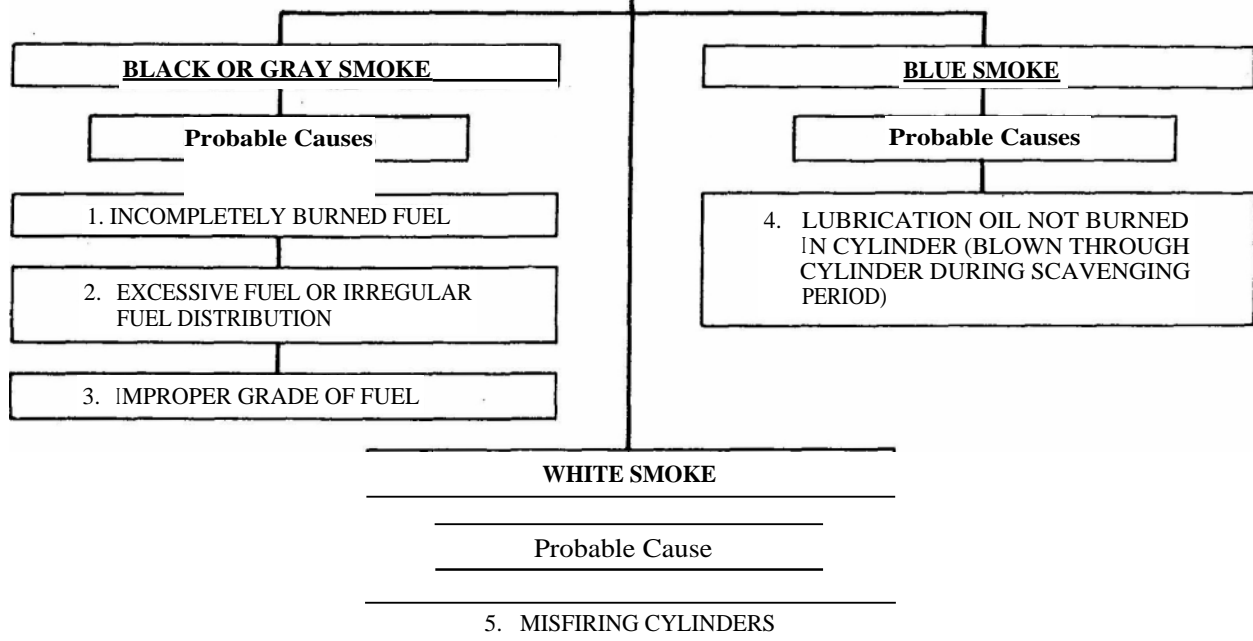 BLACK OR GRAY SMOKE
Probable Causes
1. INCOMPLETELY BURNED FUEL
2. EXCESSIVE FUEL OR IRREGULAR
FUEL DISTRIBUTION
3. IMPROPER GRADE OF FUEL
BLUE SMOKE
Probable Causes
4. LUBRICATION OIL NOT BURNED
IN CYLINDER (BLOWN THROUGH
CYLINDER DURING SCAVENGING
PERIOD)
WHITE SMOKE
Probable Cause
5. MISFIRING CYLINDERS